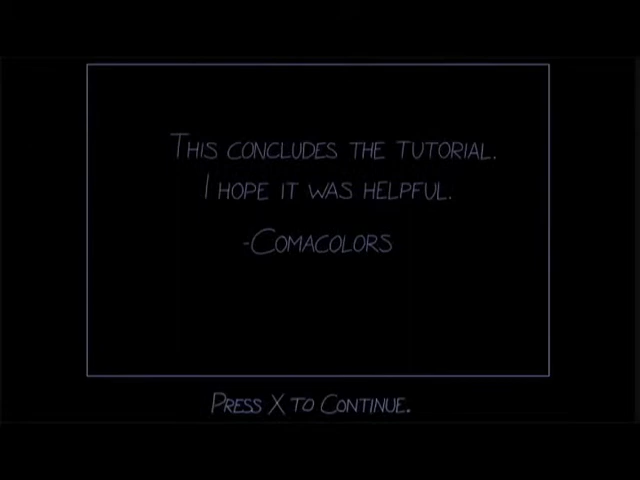 This concludes the tutorial.
I hope it was helpful.
-Comacolors
Press X to Continue.